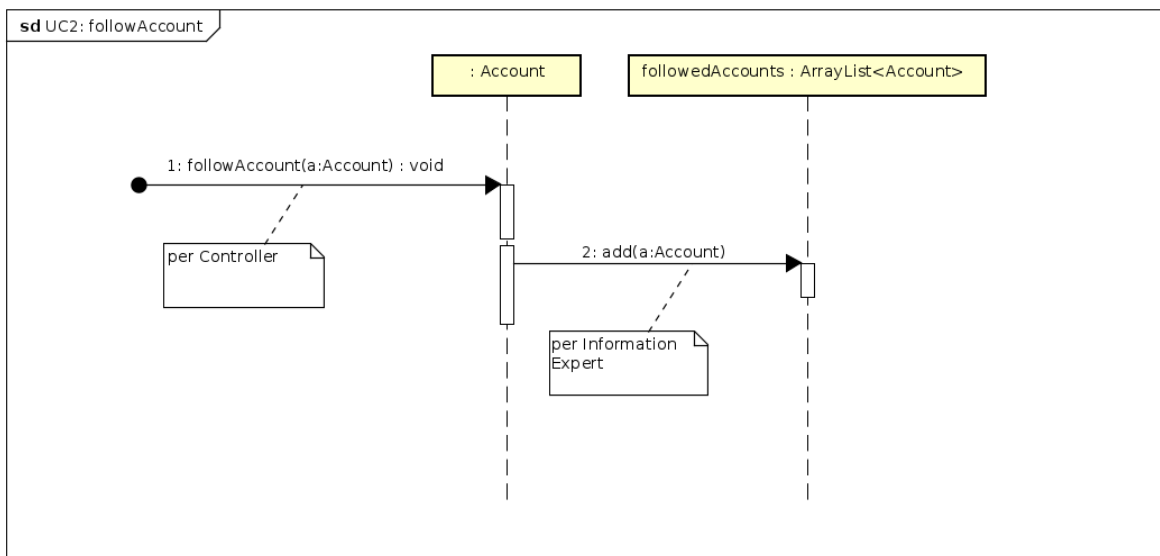 sd UC2: followAccount
: Account
followedAccounts : ArrayList<Account>
1: followAccount(a:Account) : void
per Controller
2: add(a:Account)
per Information
Expert